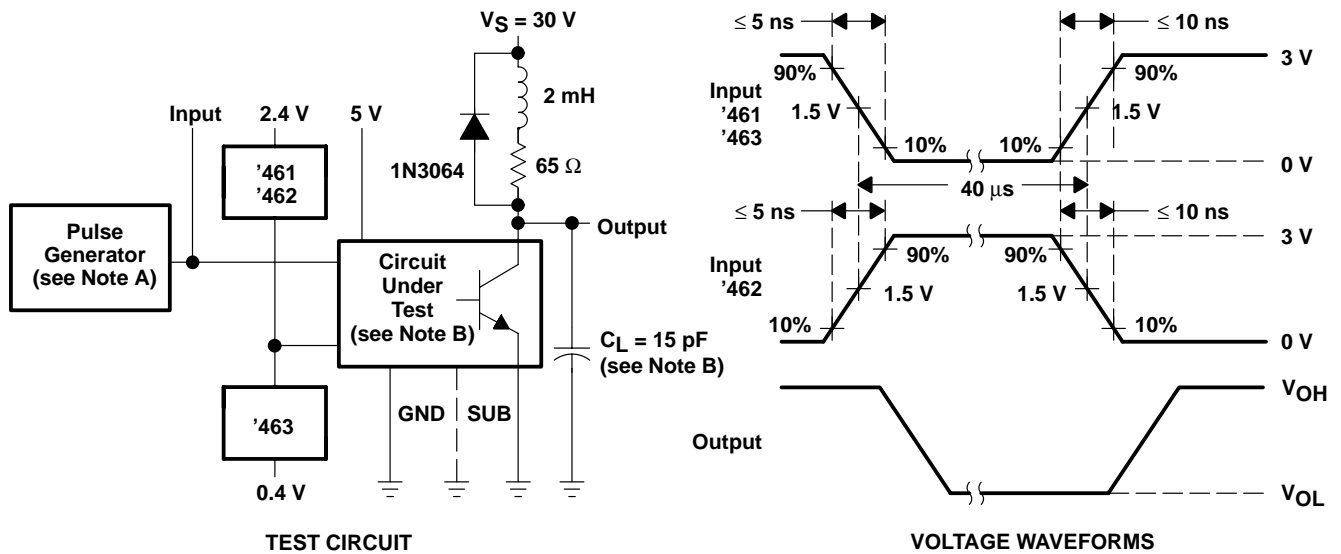 VS = 30 V
Input
2.4 V
5 V
2 mH
'461
'462
1N3064
65 Ω
Output
Pulse
Generator
(see Note A)
Circuit
Under
Test
(see Note B)
CL = 15 pF
(see Note B)
'463
GND
SUB
0.4 V
TEST CIRCUIT
≤ 5 ns
≤ 10 ns
3 V
90%
90%
Input
'461
'463
1.5 V
1.5 V
10%
10%
0 V
40 μs
≤ 5 ns
≤ 10 ns
3 V
90%
90%
Input
'462
1.5 V
1.5 V
10%
10%
0 V
VOH
Output
VOL
VOLTAGE WAVEFORMS